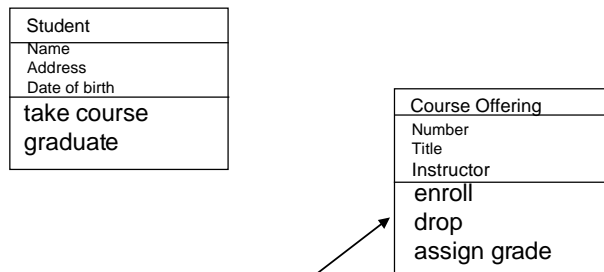 Student
Name
Address
Date of birth
take course
graduate
Course Offering
Number
Title
Instructor
enroll
drop
assign grade